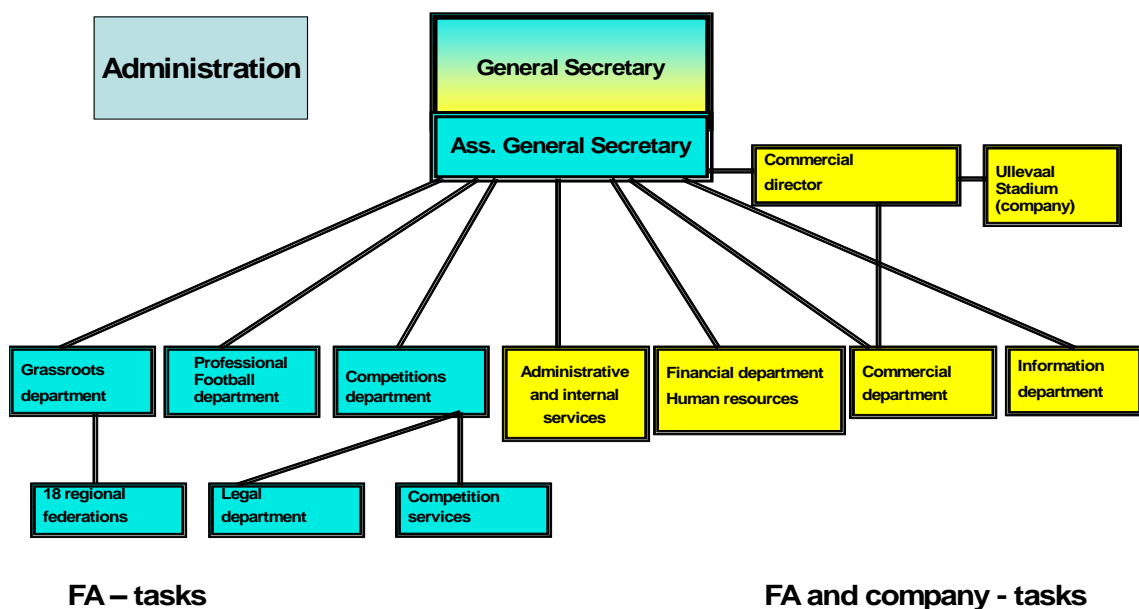 Administration
General Secretary
Ass. General Secretary
Commercial
director
Ullevaal
Stadium
(company)
Grassroots
department
Professional
Football
department
Competitions
department
Administrative
and internal
services
Financial department
Human resources
Commercial
department
Information
department
18 regional
federations
Legal
department
Competition
services
FA – tasks
FA and company - tasks